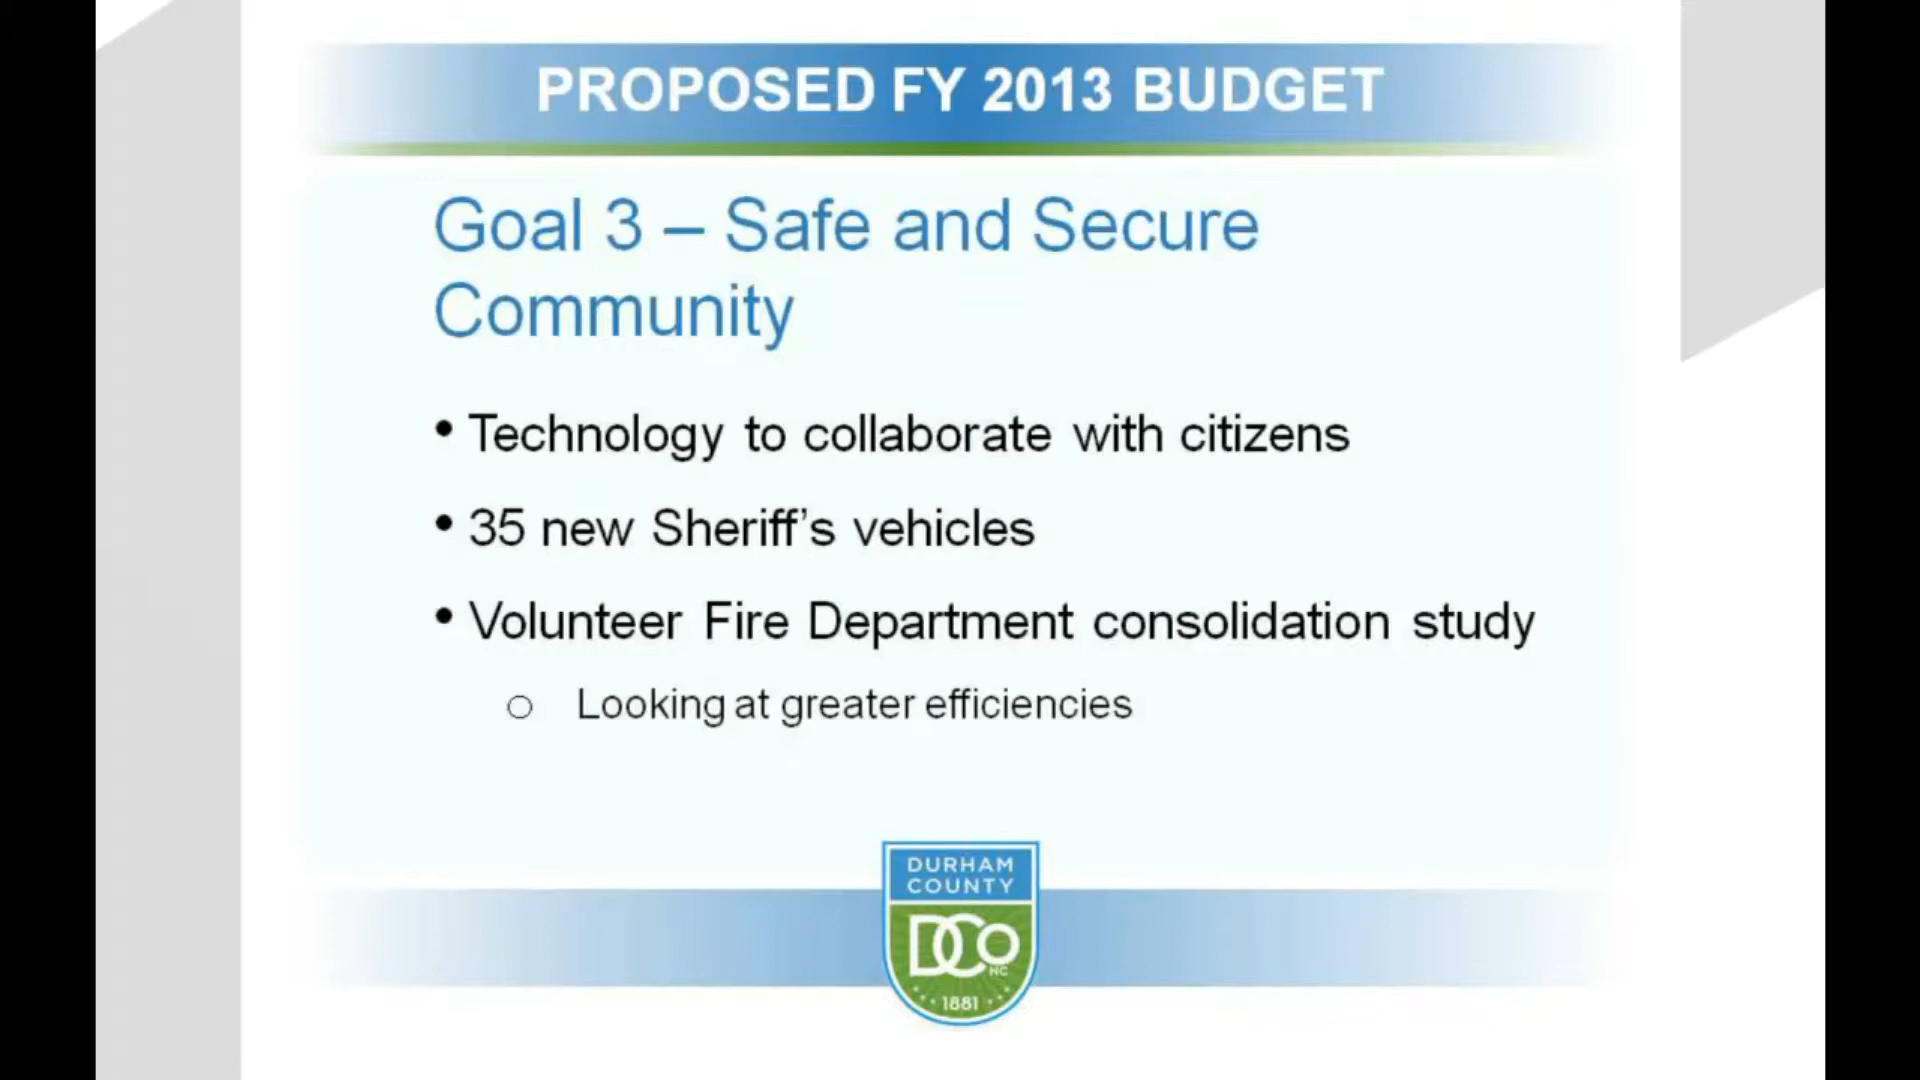 PROPOSED FY 2013 BUDGET
Goal 3 – Safe and Secure
Community
• Technology to collaborate with citizens
• 35 new Sheriff’s vehicles
• Volunteer Fire Department consolidation study
o Looking at greater efficiencies
DURHAM
COUNTY
DCo
NC
1881